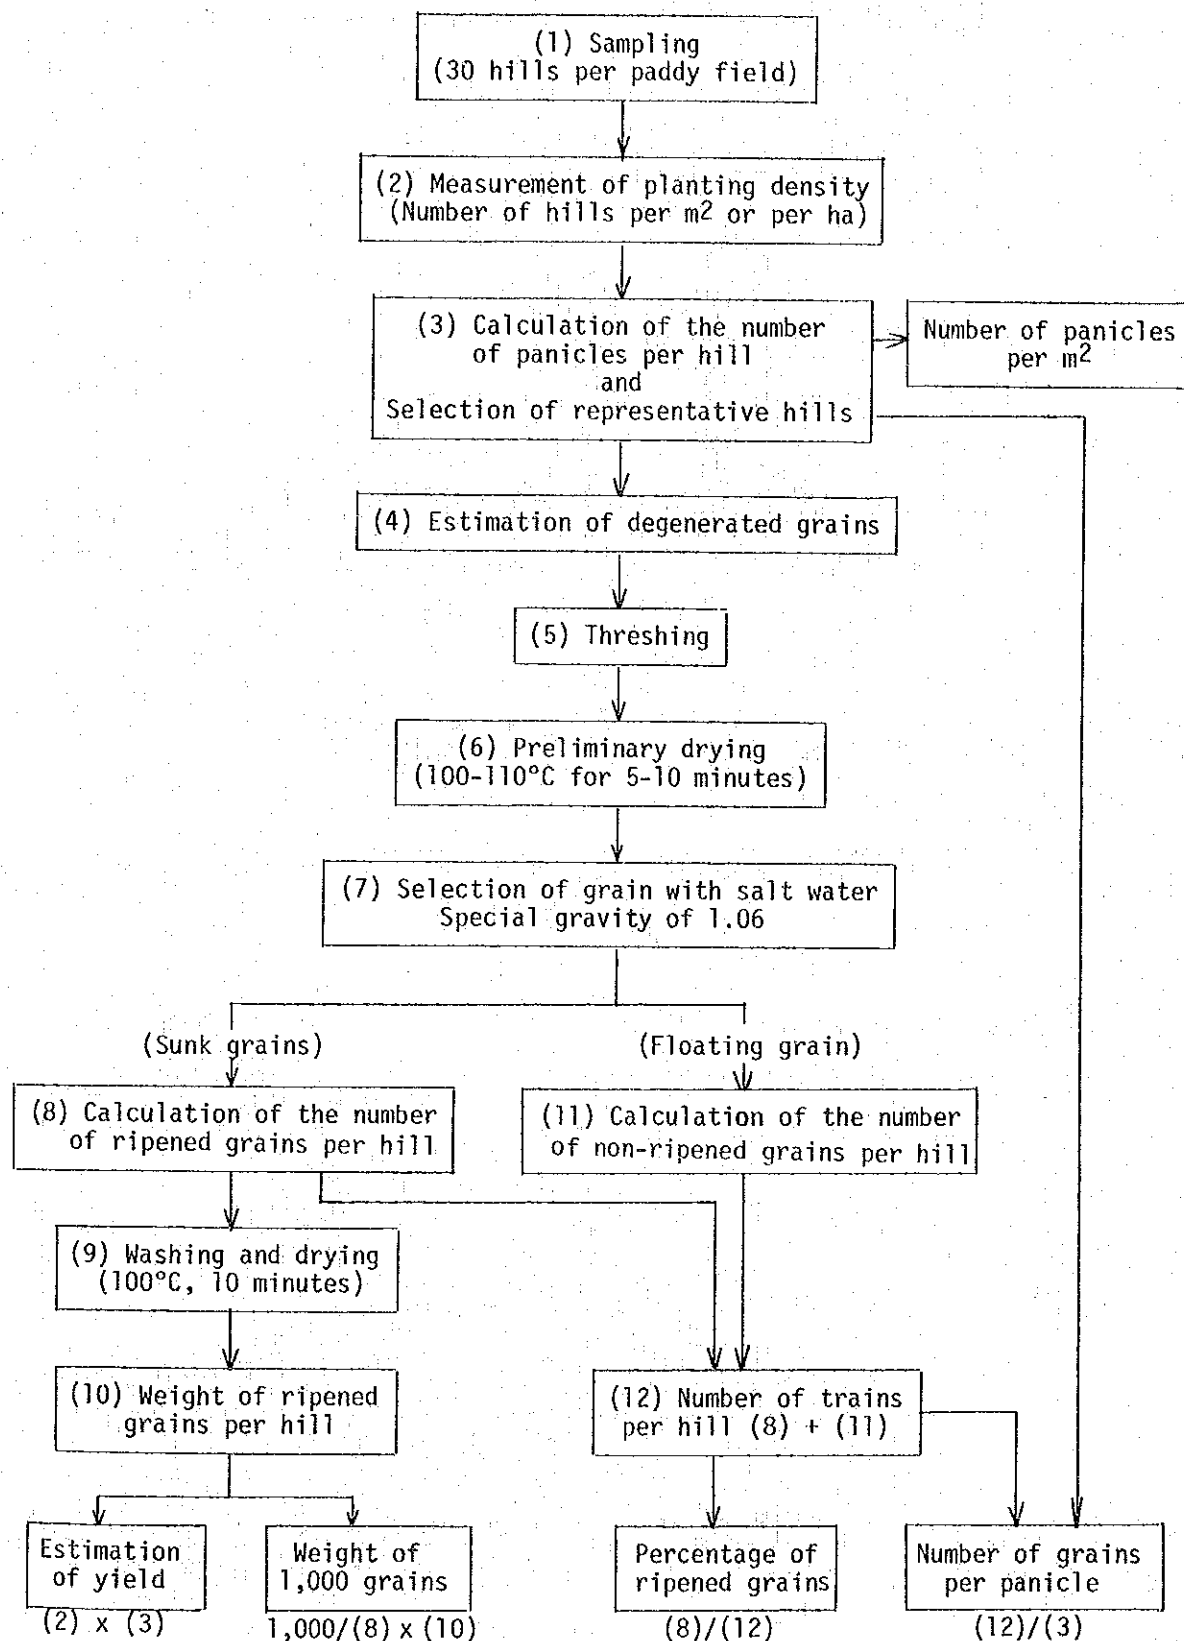 (1) Sampling
(30 hills per paddy field)
(2) Measurement of planting density
(Number of hills per m2 or per ha)
(3) Calculation of the number
of panicles per hill
and
Selection of representative hills
Number of panicles
per m2
(4) Estimation of degenerated grains
(5) Threshing
(6) Preliminary drying
(100-110°C for 5-10 minutes)
(7) Selection of grain with salt water
Special gravity of 1.06
(Sunk grains)
(Floating grain)
(8) Calculation of the number
of ripened grains per hill
(11) Calculation of the number
of non-ripened grains per hill
(9) Washing and drying
(100°C, 10 minutes)
(10) Weight of ripened
grains per hill
(12) Number of trains
per hill (8) + (11)
Estimation
of yield
(2) x (3)
Weight of
1,000 grains
1,000/(8) x (10)
Percentage of
ripened grains
(8)/(12)
Number of grains
per panicle
(12)/(3)